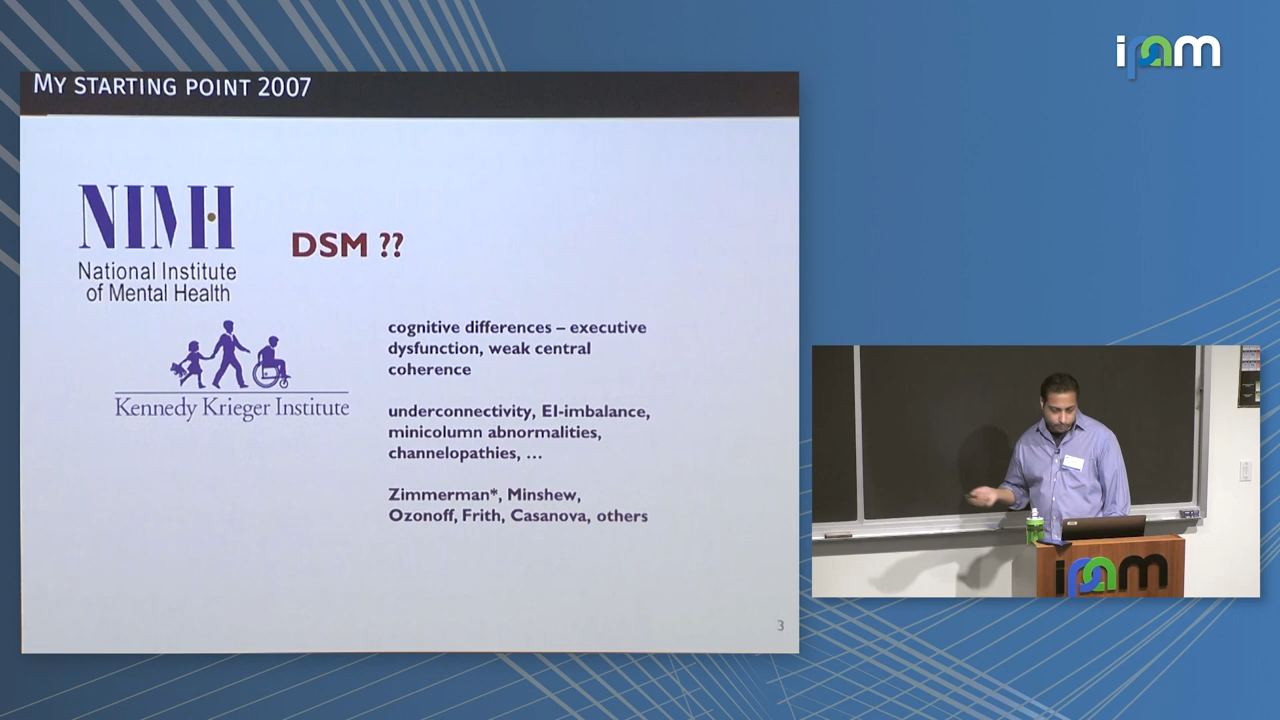 ipam
My starting point 2007
NIMH
National Institute
of Mental Health
DSM ??
Kennedy Krieger Institute
cognitive differences – executive
dysfunction, weak central
coherence
underconnectivity, EI-imbalance,
minicolumn abnormalities,
channelopathies, …
Zimmerman*, Minshew,
Ozonoff, Frith, Casanova, others
3
ipam